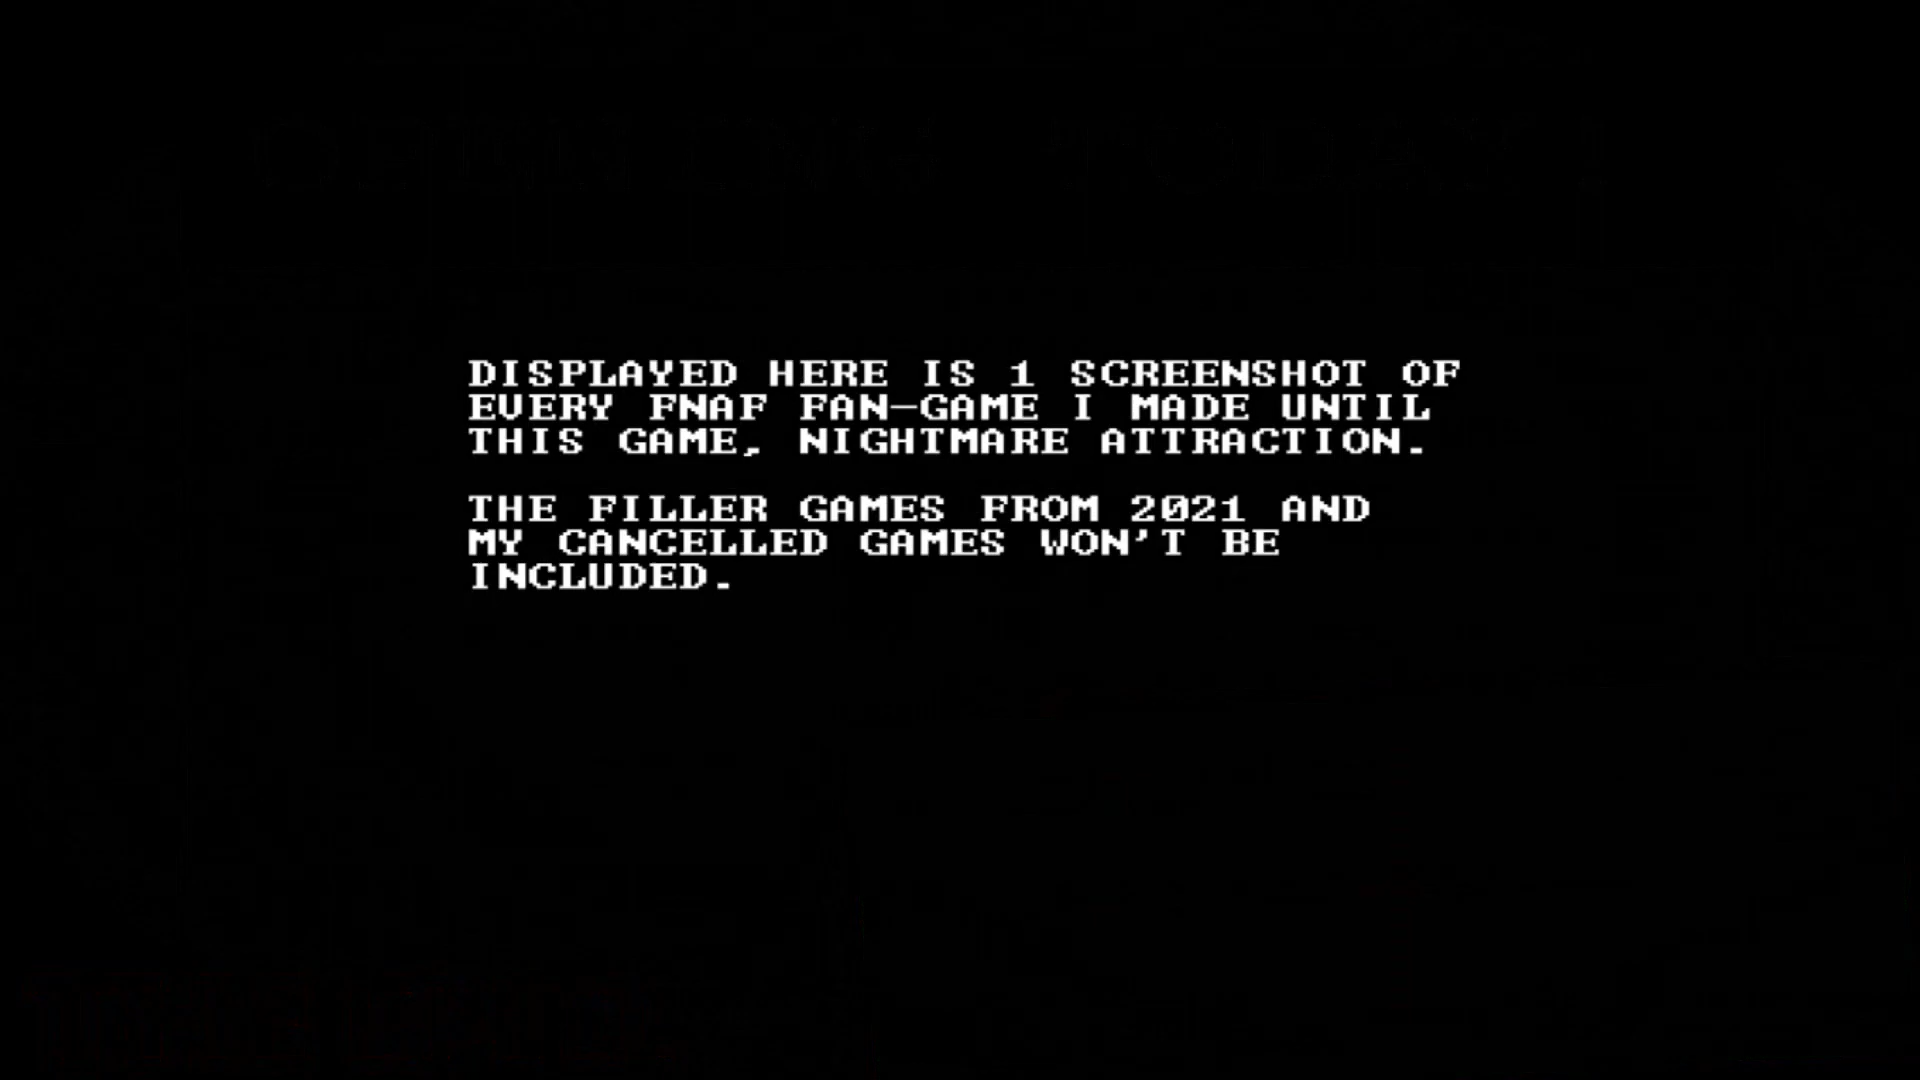 DISPLAYED HERE IS 1 SCREENSHOT OF
EVERY FNAF FAN-GAME I MADE UNTIL
THIS GAME, NIGHTMARE ATTRACTION.
THE FILLER GAMES FROM 2021 AND
MY CANCELLED GAMES WON'T BE
INCLUDED.